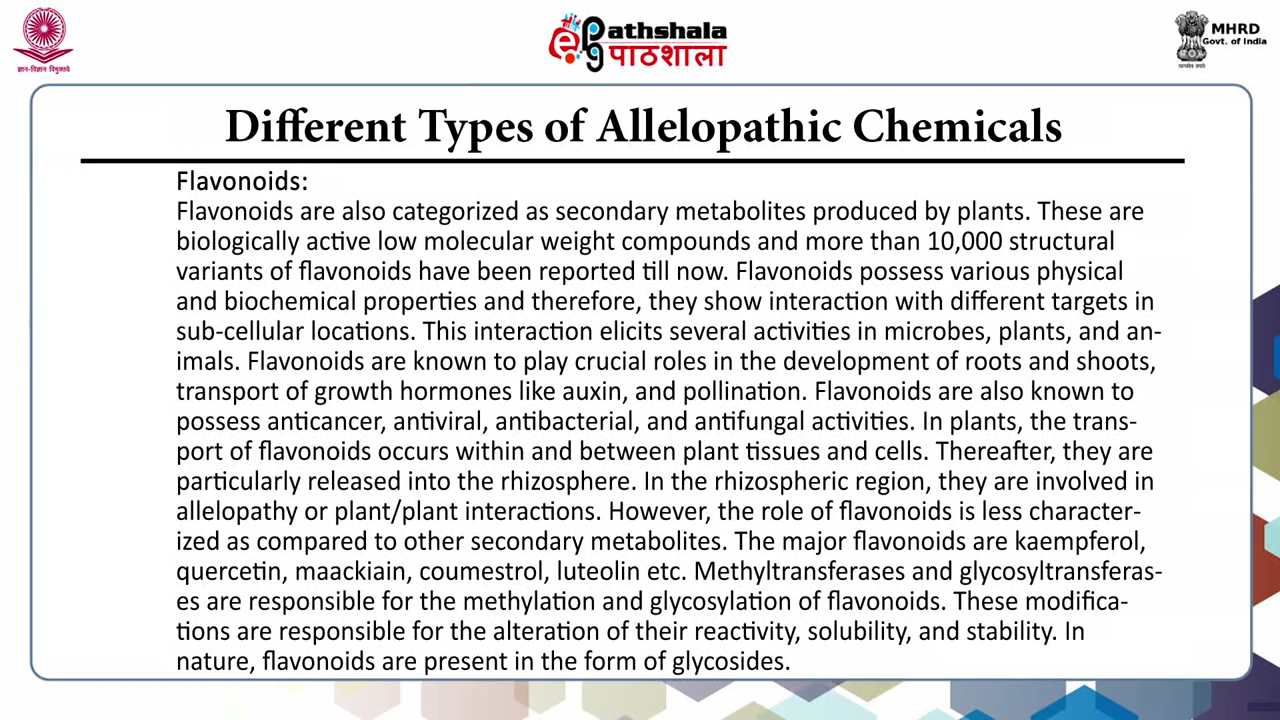 ज्ञान-विज्ञान विमुक्तये
ePG Pathshala
पाठशाला
MHRD
Govt. of India
सत्यमेव जयते
Different Types of Allelopathic Chemicals
Flavonoids:
Flavonoids are also categorized as secondary metabolites produced by plants. These are
biologically active low molecular weight compounds and more than 10,000 structural
variants of flavonoids have been reported till now. Flavonoids possess various physical
and biochemical properties and therefore, they show interaction with different targets in
sub-cellular locations. This interaction elicits several activities in microbes, plants, and an-
imals. Flavonoids are known to play crucial roles in the development of roots and shoots,
transport of growth hormones like auxin, and pollination. Flavonoids are also known to
possess anticancer, antiviral, antibacterial, and antifungal activities. In plants, the trans-
port of flavonoids occurs within and between plant tissues and cells. Thereafter, they are
particularly released into the rhizosphere. In the rhizospheric region, they are involved in
allelopathy or plant/plant interactions. However, the role of flavonoids is less character-
ized as compared to other secondary metabolites. The major flavonoids are kaempferol,
quercetin, maackiain, coumestrol, luteolin etc. Methyltransferases and glycosyltransferas-
es are responsible for the methylation and glycosylation of flavonoids. These modifica-
tions are responsible for the alteration of their reactivity, solubility, and stability. In
nature, flavonoids are present in the form of glycosides.